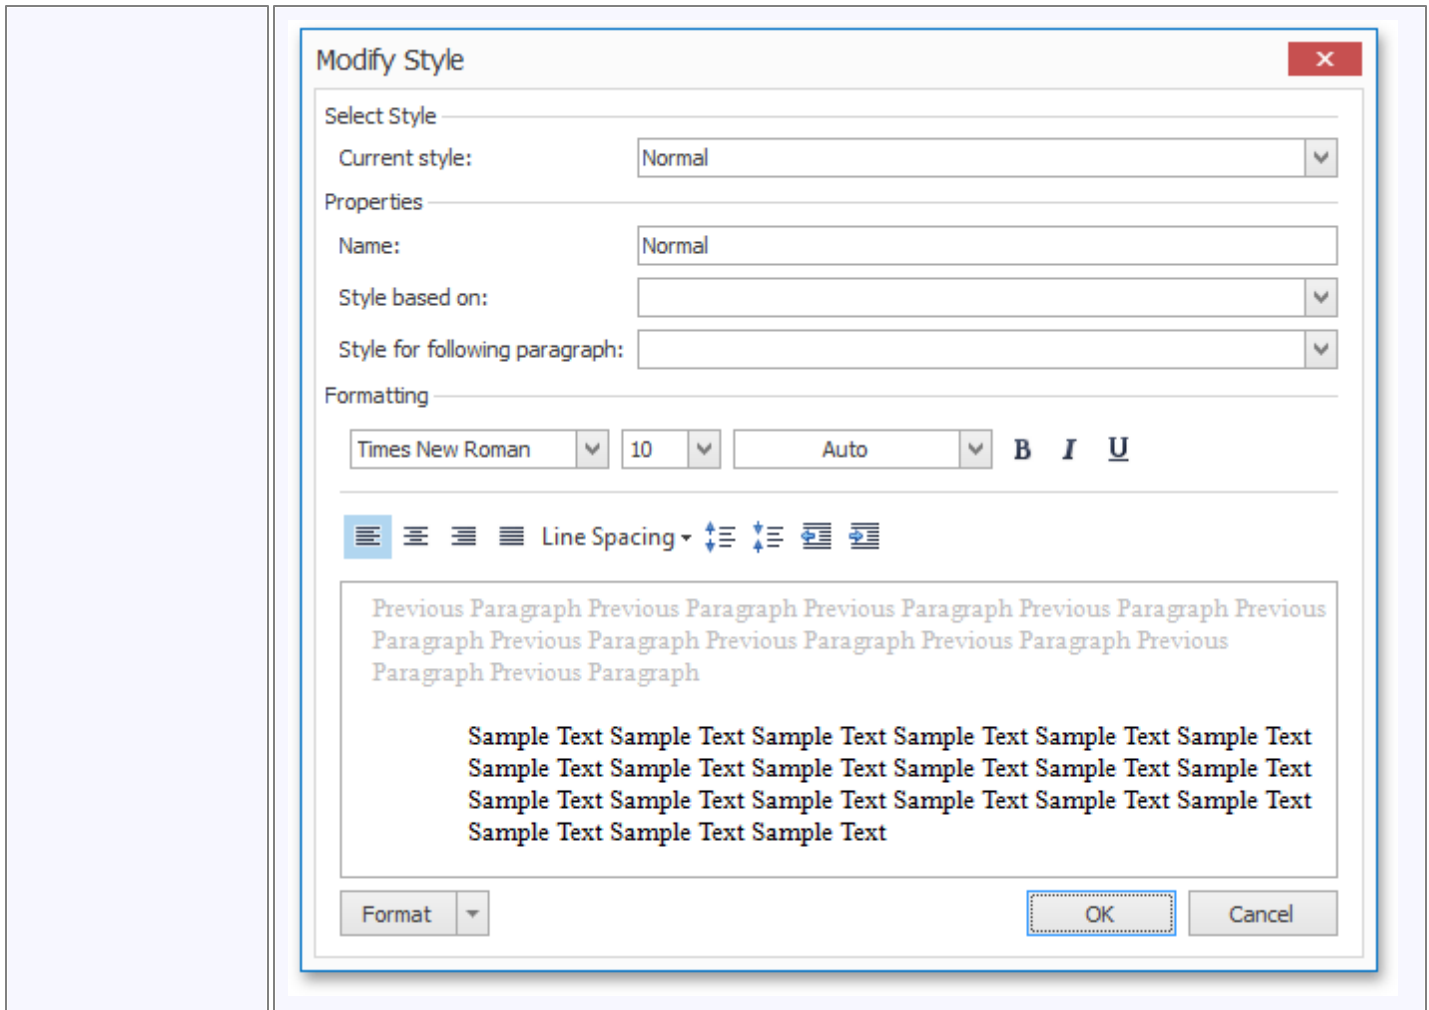 Modify Style
Select Style
Current style: Normal
Properties
Name: Normal
Style based on:
Style for following paragraph:
Formatting
Times New Roman 10 Auto B I U
Line Spacing
Previous Paragraph Previous Paragraph Previous Paragraph Previous Paragraph Previous
Paragraph Previous Paragraph Previous Paragraph Previous Paragraph Previous
Paragraph Previous Paragraph
Sample Text Sample Text Sample Text Sample Text Sample Text Sample Text
Sample Text Sample Text Sample Text Sample Text Sample Text Sample Text
Sample Text Sample Text Sample Text Sample Text Sample Text Sample Text
Sample Text Sample Text Sample Text
Format OK Cancel